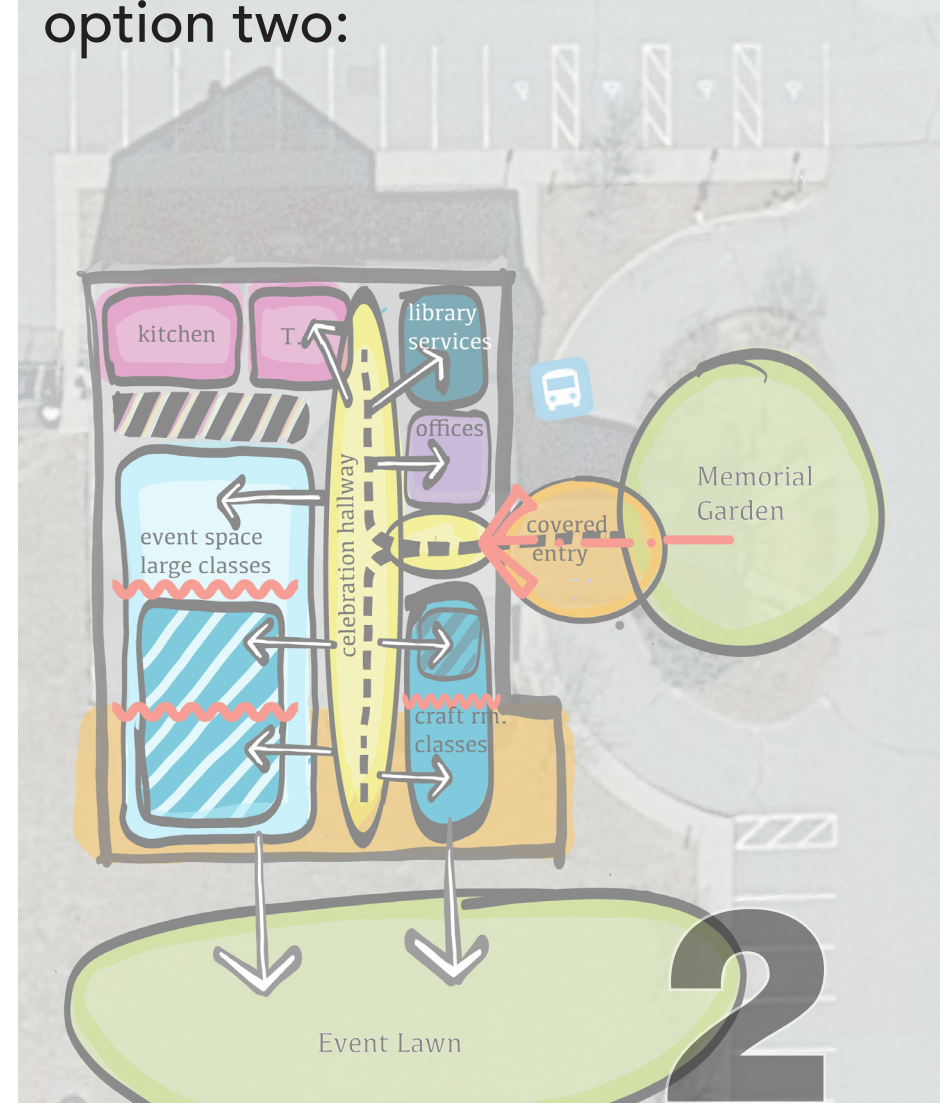 option two:
kitchen
T.
library
services
offices
celebration hallway
event space
large classes
covered
entry
Memorial
Garden
craft rm.
classes
Event Lawn
2